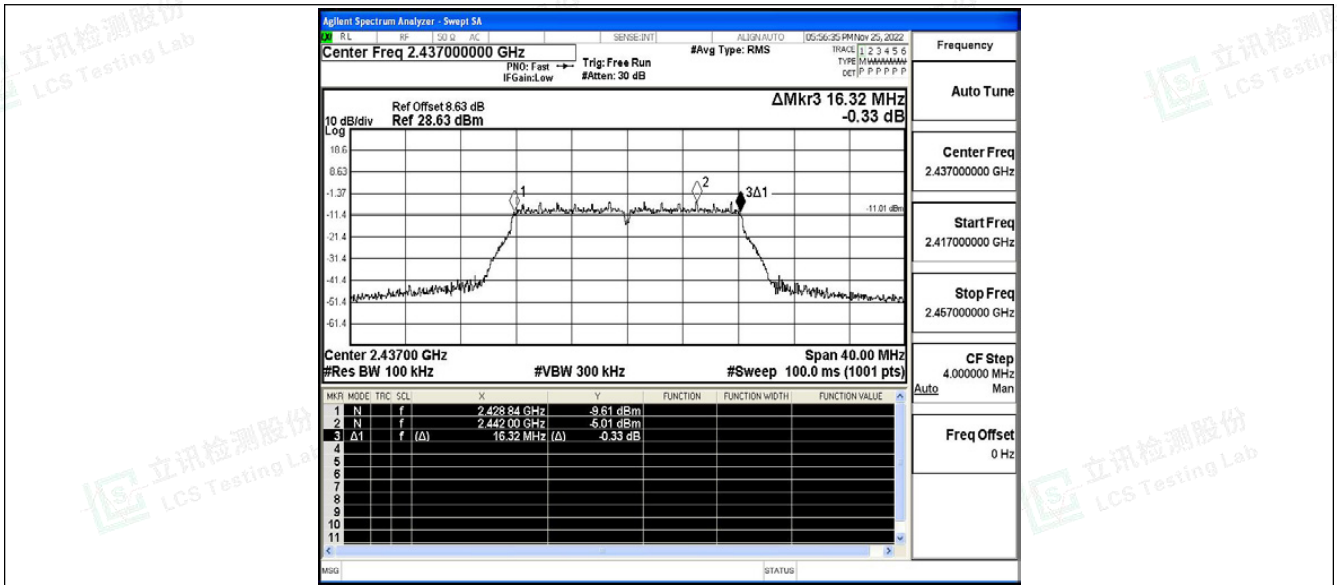 Agilent Spectrum Analyzer - Swept SA
RL RF 50 Ω AC SENSE:INT ALIGNAUTO 05:56:35 PM Nov 25, 2022
Center Freq 2.437000000 GHz
PNO: Fast
IFGain:Low
Trig: Free Run
#Atten: 30 dB
#Avg Type: RMS
TRACE 1 2 3 4 5 6
TYPE M W W W W W
DET P P P P P P
Frequency
Auto Tune
Center Freq
2.437000000 GHz
Start Freq
2.417000000 GHz
Stop Freq
2.457000000 GHz
CF Step
4.000000 MHz
Auto Man
Freq Offset
0 Hz
ΔMkr3 16.32 MHz
-0.33 dB
Ref Offset 8.63 dB
10 dB/div Ref 28.63 dBm
Log
18.6
8.63
-1.37
-11.4
-21.4
-31.4
-41.4
-51.4
-61.4
1
2
3Δ1
-11.01 dBm
Center 2.43700 GHz Span 40.00 MHz
#Res BW 100 kHz #VBW 300 kHz #Sweep 100.0 ms (1001 pts)
MKR MODE TRC SCL X Y FUNCTION FUNCTION WIDTH FUNCTION VALUE
1 N f 2.428 84 GHz -9.61 dBm
2 N f 2.442 00 GHz -5.01 dBm
3 Δ1 f (Δ) 16.32 MHz (Δ) -0.33 dB
4
5
6
7
8
9
10
11
MSG STATUS
立讯检测股份
LCS Testing Lab
立讯检测股份
LCS Testing Lab
立讯检测股份
LCS Testing Lab
立讯检测股份
LCS Testing Lab